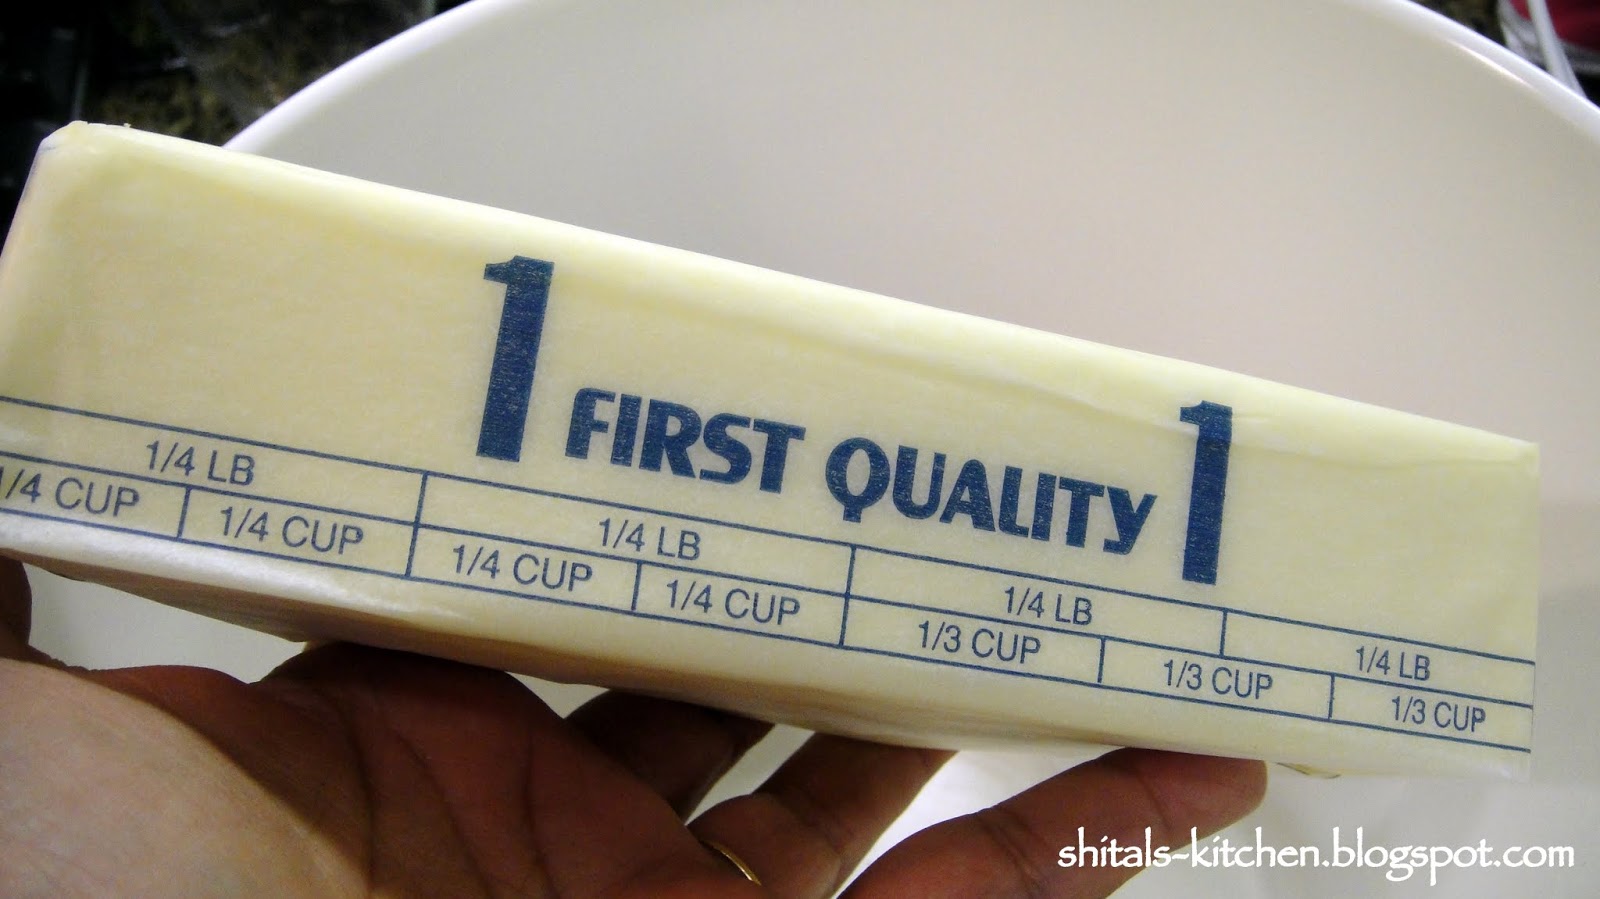 1 FIRST QUALITY 1
1/4 LB 1/4 LB 1/4 LB 1/4 LB
1/4 CUP 1/4 CUP 1/4 CUP 1/4 CUP 1/3 CUP 1/3 CUP 1/3 CUP
shitals-kitchen.blogspot.com